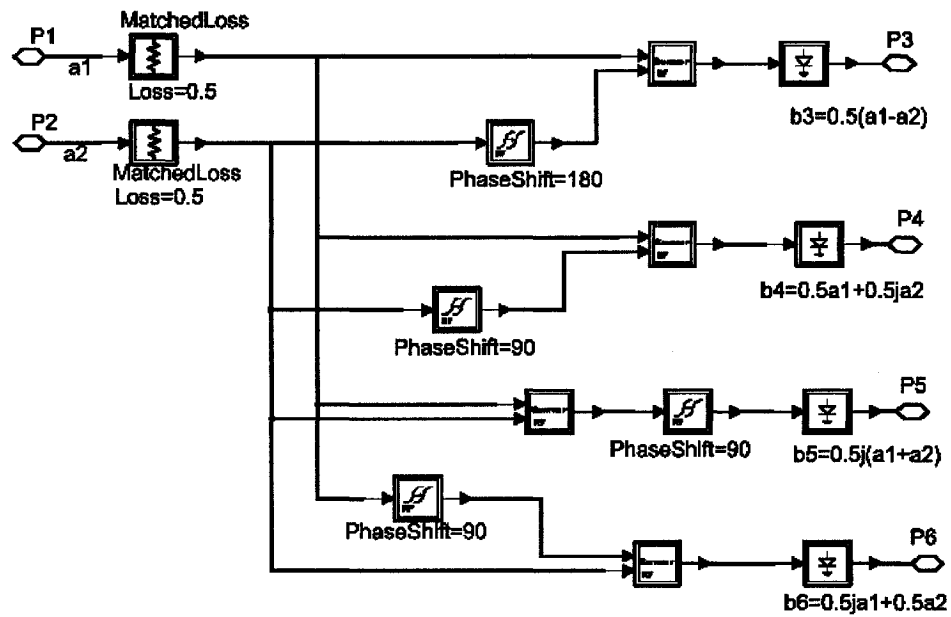 MatchedLoss
P1
P3
a1
Loss=0.5
b3=0.5(a1-a2)
P2
a2
MatchedLoss
Loss=0.5
PhaseShift=180
P4
b4=0.5a1+0.5ja2
PhaseShift=90
P5
PhaseShift=90
b5=0.5j(a1+a2)
PhaseShift=90
P6
b6=0.5ja1+0.5a2